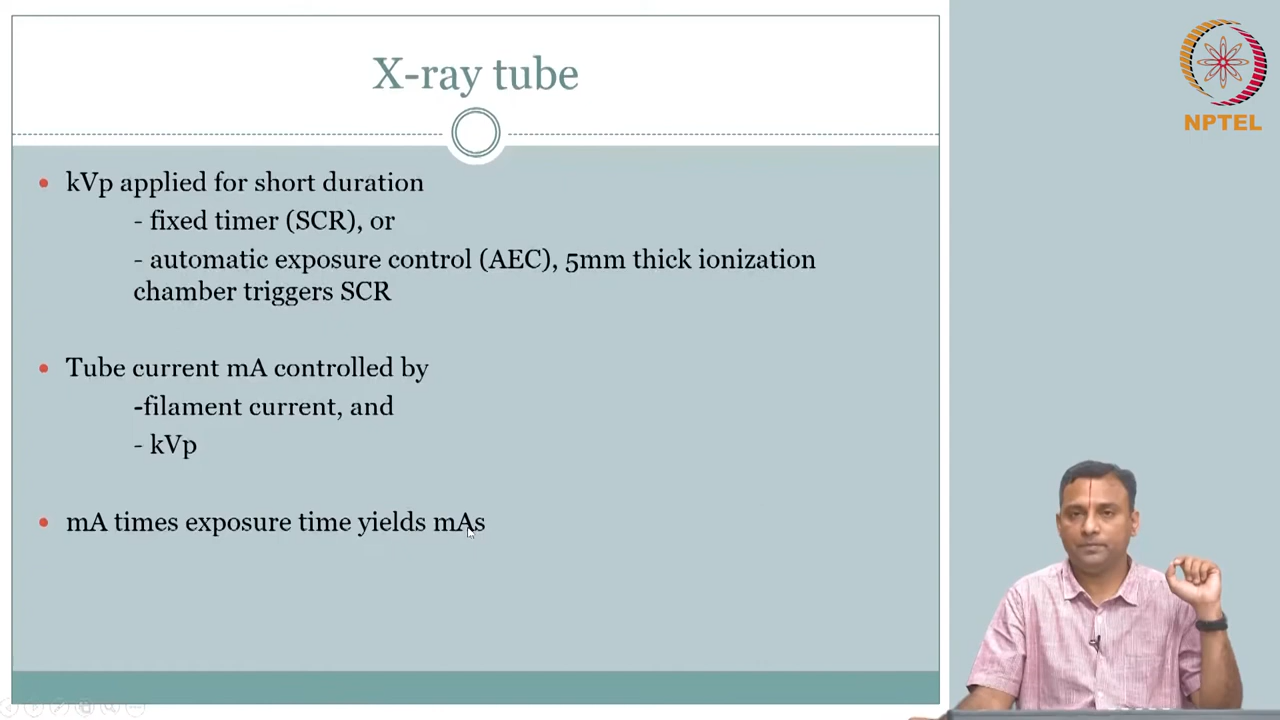 X-ray tube
NPTEL
• kVp applied for short duration
- fixed timer (SCR), or
- automatic exposure control (AEC), 5mm thick ionization
chamber triggers SCR
• Tube current mA controlled by
-filament current, and
- kVp
• mA times exposure time yields mAs